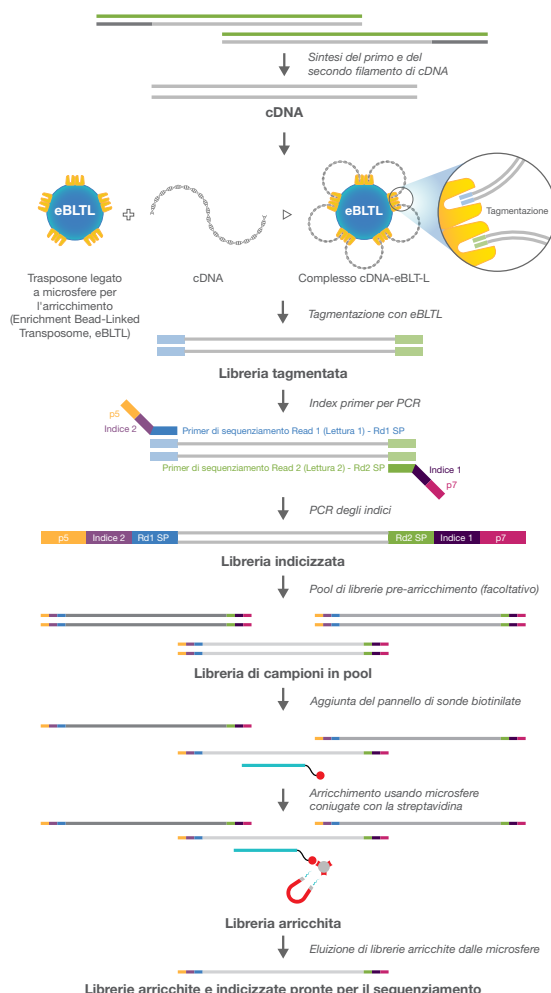 Sintesi del primo e del
secondo filamento di cDNA
cDNA
eBLTL
eBLTL
Tagmentazione
Trasposone legato
a microsfere per
l'arricchimento
(Enrichment Bead-Linked
Transposome, eBLTL)
cDNA
Complesso cDNA-eBLT-L
Tagmentazione con eBLTL
Libreria tagmentata
Index primer per PCR
p5
Indice 2
Primer di sequenziamento Read 1 (Lettura 1) - Rd1 SP
Primer di sequenziamento Read 2 (Lettura 2) - Rd2 SP
Indice 1
p7
PCR degli indici
p5 Indice 2 Rd1 SP Rd2 SP Indice 1 p7
Libreria indicizzata
Pool di librerie pre-arricchimento (facoltativo)
Libreria di campioni in pool
Aggiunta del pannello di sonde biotinilate
Arricchimento usando microsfere
coniugate con la streptavidina
Libreria arricchita
Eluizione di librerie arricchite dalle microsfere
Librerie arricchite e indicizzate pronte per il sequenziamento